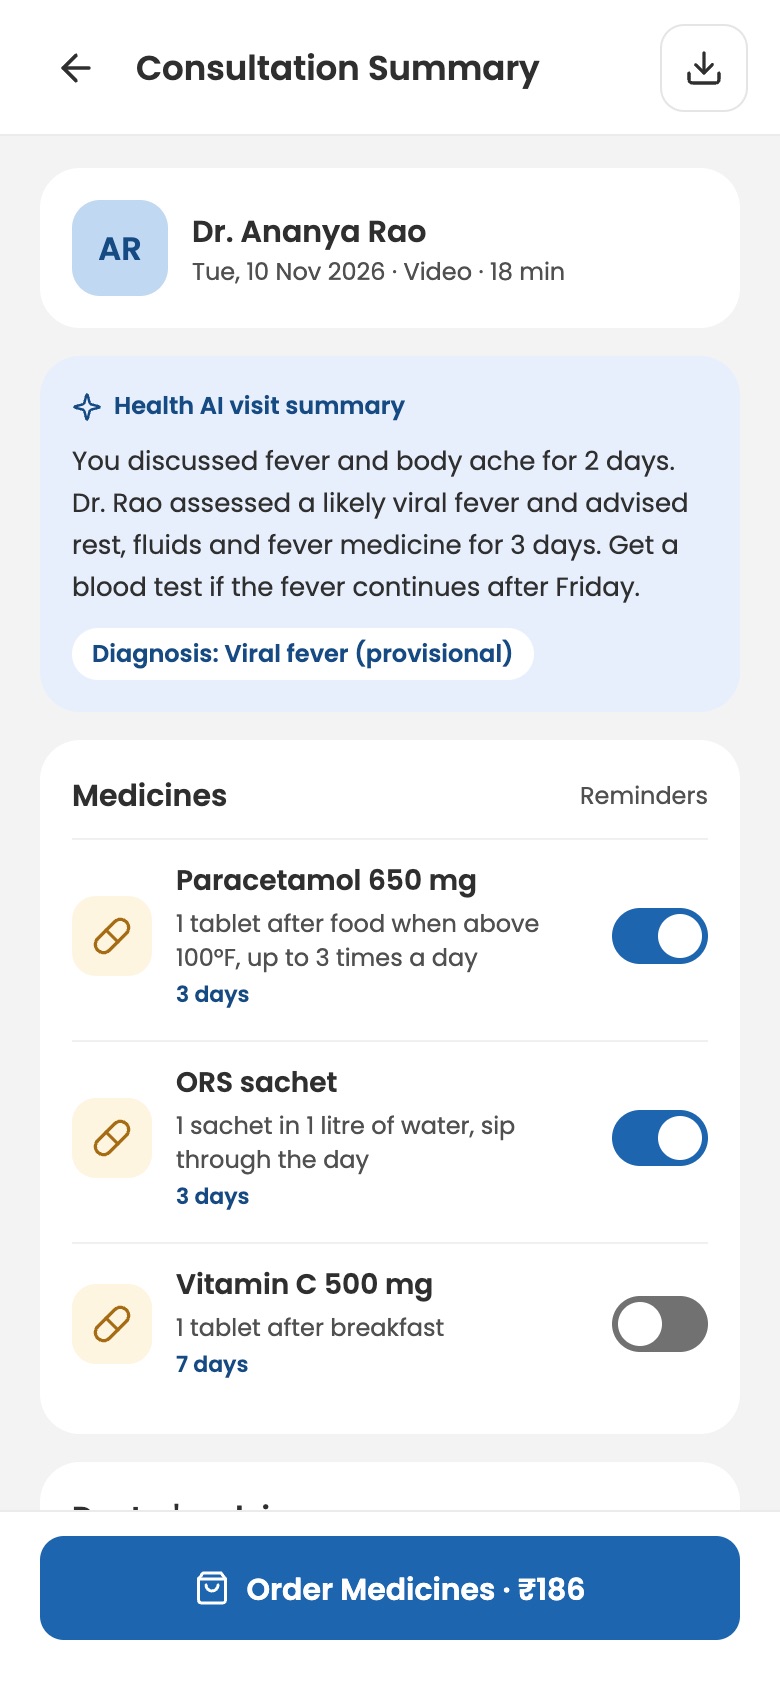 Consultation Summary
AR
Dr. Ananya Rao
Tue, 10 Nov 2026 · Video · 18 min
Health AI visit summary
You discussed fever and body ache for 2 days.
Dr. Rao assessed a likely viral fever and advised
rest, fluids and fever medicine for 3 days. Get a
blood test if the fever continues after Friday.
Diagnosis: Viral fever (provisional)
Medicines
Reminders
Paracetamol 650 mg
1 tablet after food when above
100°F, up to 3 times a day
3 days
ORS sachet
1 sachet in 1 litre of water, sip
through the day
3 days
Vitamin C 500 mg
1 tablet after breakfast
7 days
Order Medicines · ₹186